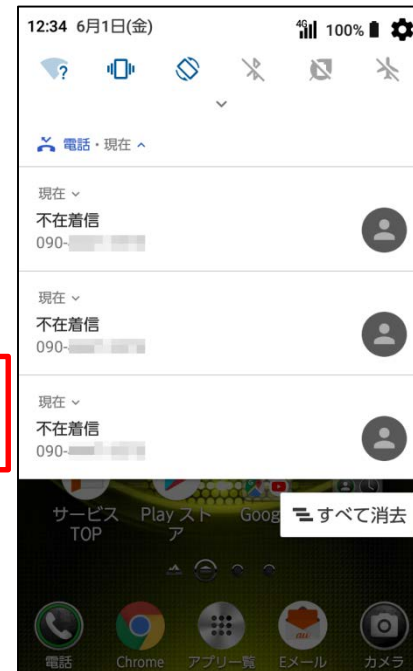 12:34 6月1日(金) 4G 100%
?
電話・現在
現在
不在着信
090-
現在
不在着信
090-
現在
不在着信
090-
サービス TOP
Play ストア
Goog
すべて消去
au
電話 Chrome アプリ一覧 Eメール カメラ